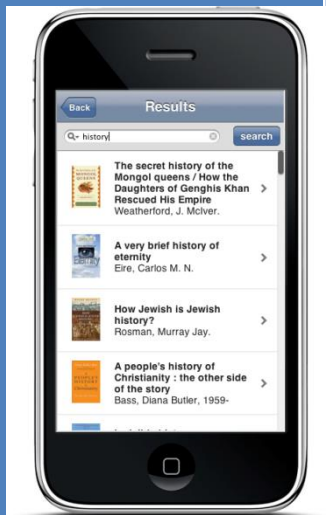 Back
Results
history
search
The secret history of the
Mongol queens / How the
Daughters of Genghis Khan
Rescued His Empire
Weatherford, J. McIver.
A very brief history of
eternity
Eire, Carlos M. N.
How Jewish is Jewish
history?
Rosman, Murray Jay.
A people's history of
Christianity : the other side
of the story
Bass, Diana Butler, 1959-